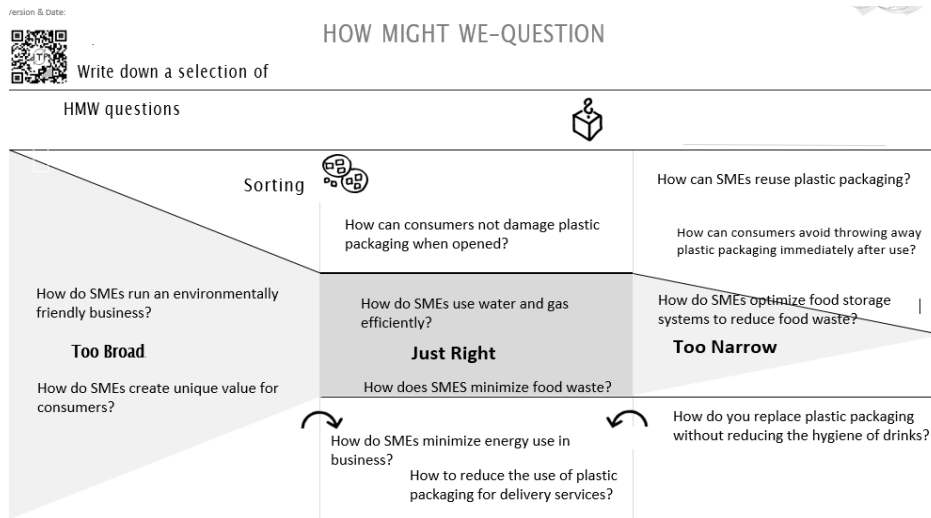 Version & Date:
HOW MIGHT WE-QUESTION
Write down a selection of
HMW questions
Sorting
How can SMEs reuse plastic packaging?
How can consumers not damage plastic
packaging when opened?
How can consumers avoid throwing away
plastic packaging immediately after use?
How do SMEs run an environmentally
friendly business?
How do SMEs use water and gas
efficiently?
How do SMEs optimize food storage
systems to reduce food waste?
Too Broad
Just Right
Too Narrow
How do SMEs create unique value for
consumers?
How does SMES minimize food waste?
How do you replace plastic packaging
without reducing the hygiene of drinks?
How do SMEs minimize energy use in
business?
How to reduce the use of plastic
packaging for delivery services?